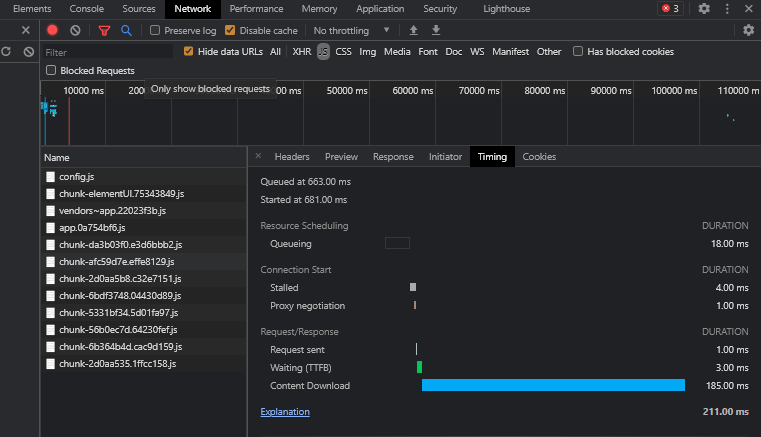 Elements Console Sources Network Performance Memory Application Security Lighthouse 3
Preserve log Disable cache No throttling
Filter Hide data URLs All XHR JS CSS Img Media Font Doc WS Manifest Other Has blocked cookies
Blocked Requests
Only show blocked requests
10000 ms 2000 50000 ms 60000 ms 70000 ms 80000 ms 90000 ms 100000 ms 110000 ms
Name
Headers Preview Response Initiator Timing Cookies
config.js
chunk-elementUI.75343849.js
vendors~app.22023f3b.js
app.0a754bf6.js
chunk-da3b03f0.e3d6bbb2.js
chunk-afc59d7e.effe8129.js
chunk-2d0aa5b8.c32e7151.js
chunk-6bdf3748.04430d89.js
chunk-5331bf34.5d01fa97.js
chunk-56b0ec7d.64230fef.js
chunk-6b364b4d.cac9d159.js
chunk-2d0aa535.1ffcc158.js
Queued at 663.00 ms
Started at 681.00 ms
Resource Scheduling DURATION
Queueing 18.00 ms
Connection Start DURATION
Stalled 4.00 ms
Proxy negotiation 1.00 ms
Request/Response DURATION
Request sent 1.00 ms
Waiting (TTFB) 3.00 ms
Content Download 185.00 ms
Explanation 211.00 ms